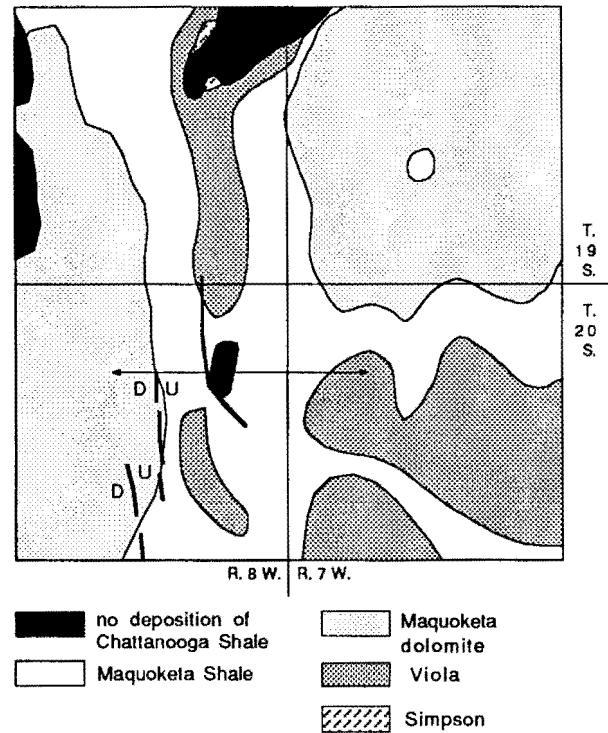 T.
19
S.
T.
20
S.
D U
U
D
R. 8 W. R. 7 W.
no deposition of
Chattanooga Shale
Maquoketa Shale
Maquoketa
dolomite
Viola
Simpson